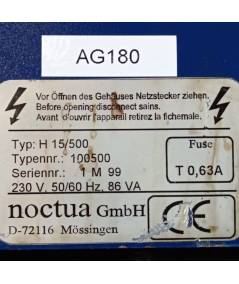 AG180
Vor Öffnen des Gehäuses Netzstecker ziehen.
Before opening disconnect sains.
Avant d'ouvrir l'apparail retirez la fichemale.
Typ: H 15/500
Typennr.: 100500
Seriennr.: 1 M 99
230 V, 50/60 Hz, 86 VA
Fuse
T 0,63A
noctua GmbH
D-72116 Mössingen
CE